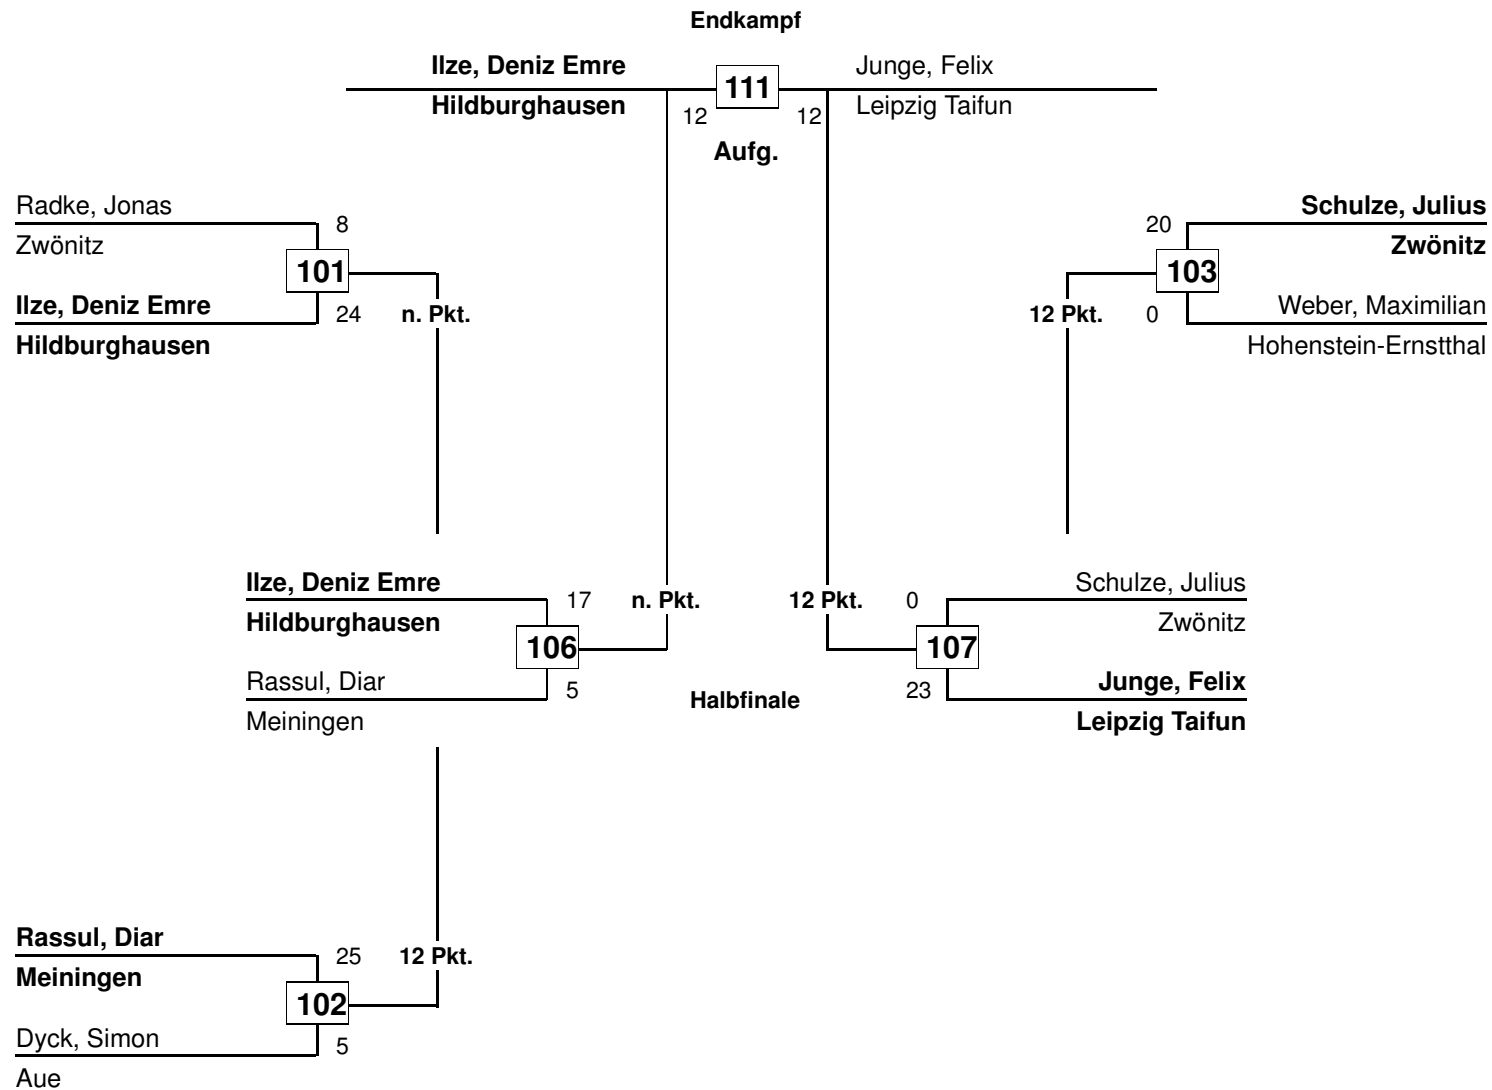 Endkampf
Ilze, Deniz Emre
Hildburghausen
12
111
12
Aufg.
Junge, Felix
Leipzig Taifun
Radke, Jonas
Zwönitz
8
101
Ilze, Deniz Emre
Hildburghausen
24
n. Pkt.
Schulze, Julius
Zwönitz
20
103
Weber, Maximilian
Hohenstein-Ernstthal
0
12 Pkt.
Ilze, Deniz Emre
Hildburghausen
17
n. Pkt.
106
Rassul, Diar
Meiningen
5
Halbfinale
12 Pkt.
0
Schulze, Julius
Zwönitz
107
23
Junge, Felix
Leipzig Taifun
Rassul, Diar
Meiningen
25
12 Pkt.
102
Dyck, Simon
Aue
5